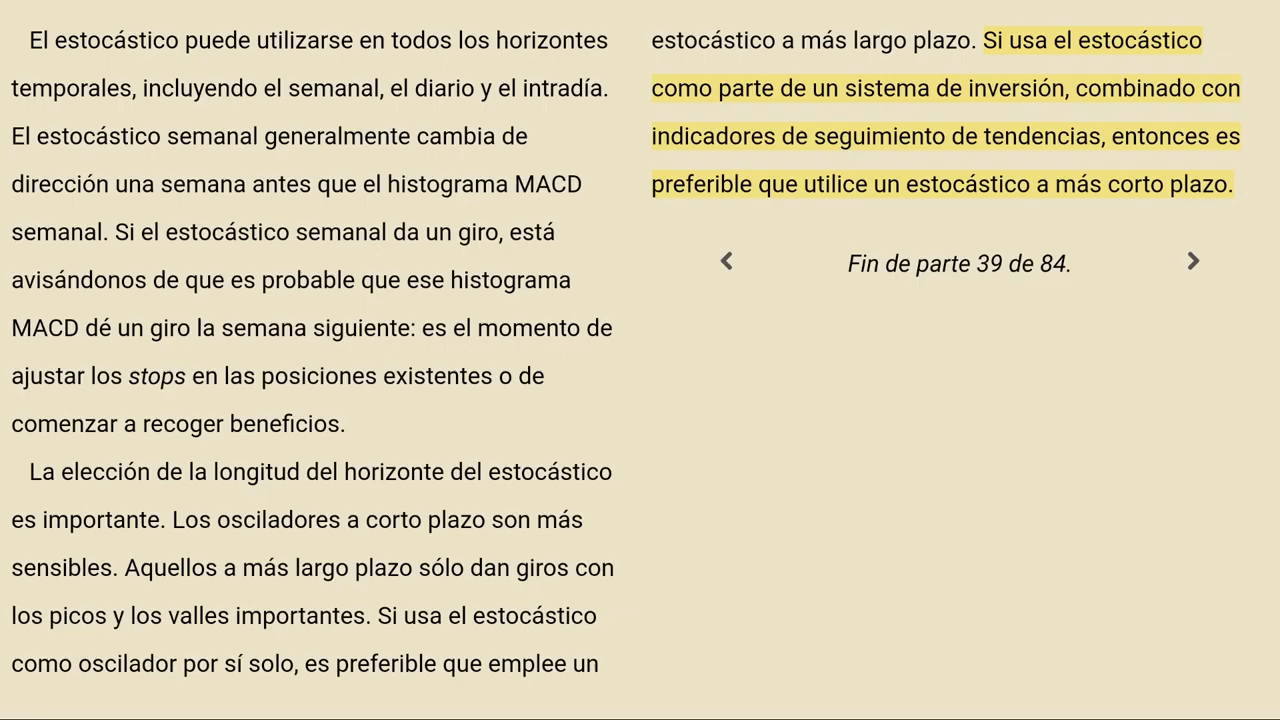 El estocástico puede utilizarse en todos los horizontes
temporales, incluyendo el semanal, el diario y el intradía.
El estocástico semanal generalmente cambia de
dirección una semana antes que el histograma MACD
semanal. Si el estocástico semanal da un giro, está
avisándonos de que es probable que ese histograma
MACD dé un giro la semana siguiente: es el momento de
ajustar los stops en las posiciones existentes o de
comenzar a recoger beneficios.
La elección de la longitud del horizonte del estocástico
es importante. Los osciladores a corto plazo son más
sensibles. Aquellos a más largo plazo sólo dan giros con
los picos y los valles importantes. Si usa el estocástico
como oscilador por sí solo, es preferible que emplee un
estocástico a más largo plazo. Si usa el estocástico
como parte de un sistema de inversión, combinado con
indicadores de seguimiento de tendencias, entonces es
preferible que utilice un estocástico a más corto plazo.
Fin de parte 39 de 84.